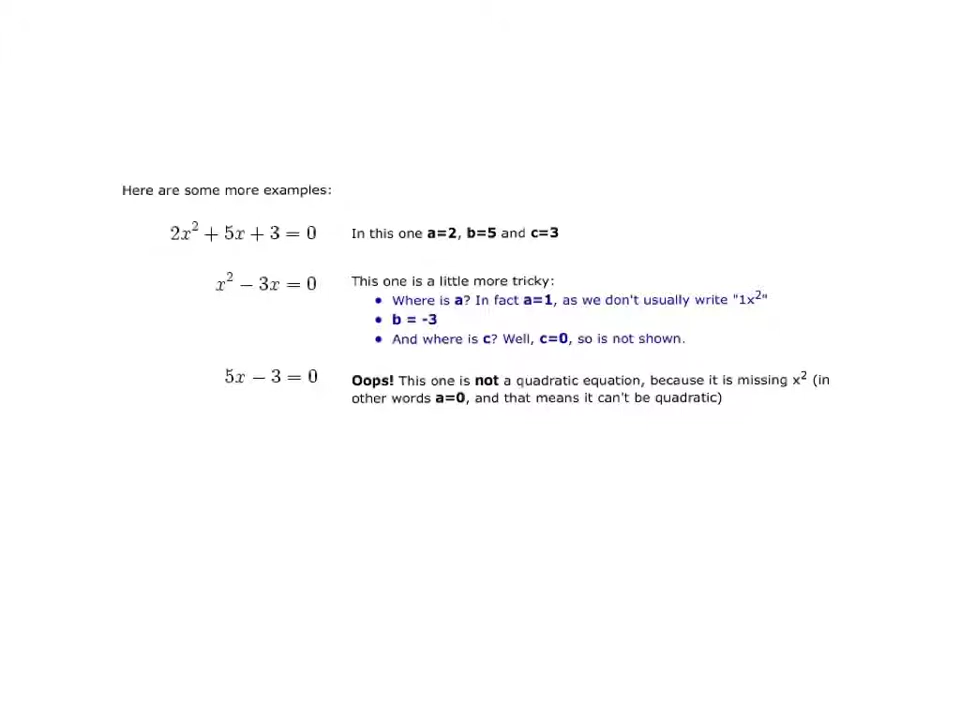 Here are some more examples:
2x² + 5x + 3 = 0 In this one a=2, b=5 and c=3
x² − 3x = 0 This one is a little more tricky:
• Where is a? In fact a=1, as we don't usually write "1x²"
• b = -3
• And where is c? Well, c=0, so is not shown.
5x − 3 = 0 Oops! This one is not a quadratic equation, because it is missing x² (in
other words a=0, and that means it can't be quadratic)